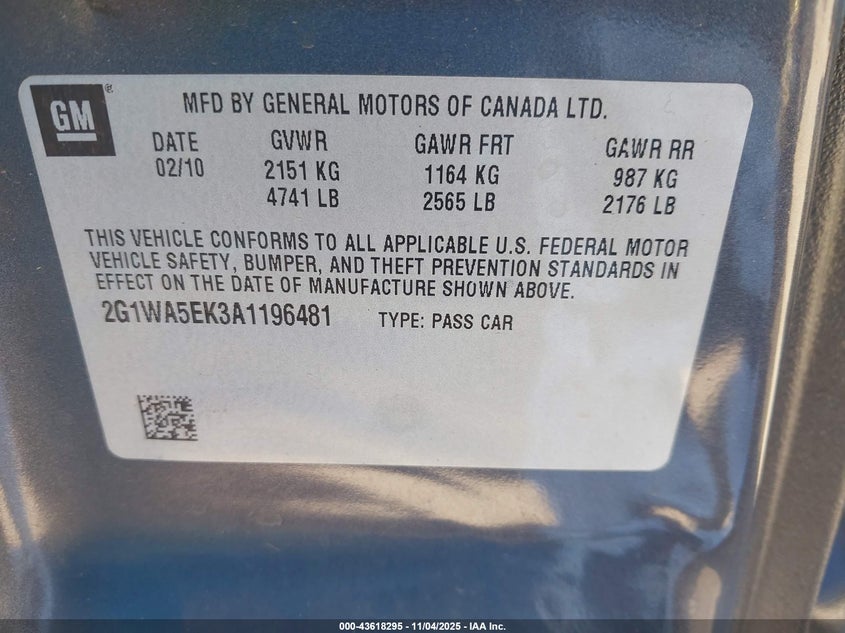 GM®
MFD BY GENERAL MOTORS OF CANADA LTD.
DATE GVWR GAWR FRT GAWR RR
02/10 2151 KG 1164 KG 987 KG
4741 LB 2565 LB 2176 LB
THIS VEHICLE CONFORMS TO ALL APPLICABLE U.S. FEDERAL MOTOR
VEHICLE SAFETY, BUMPER, AND THEFT PREVENTION STANDARDS IN
EFFECT ON THE DATE OF MANUFACTURE SHOWN ABOVE.
2G1WA5EK3A1196481 TYPE: PASS CAR
000-43618295 - 11/04/2025 - IAA Inc.